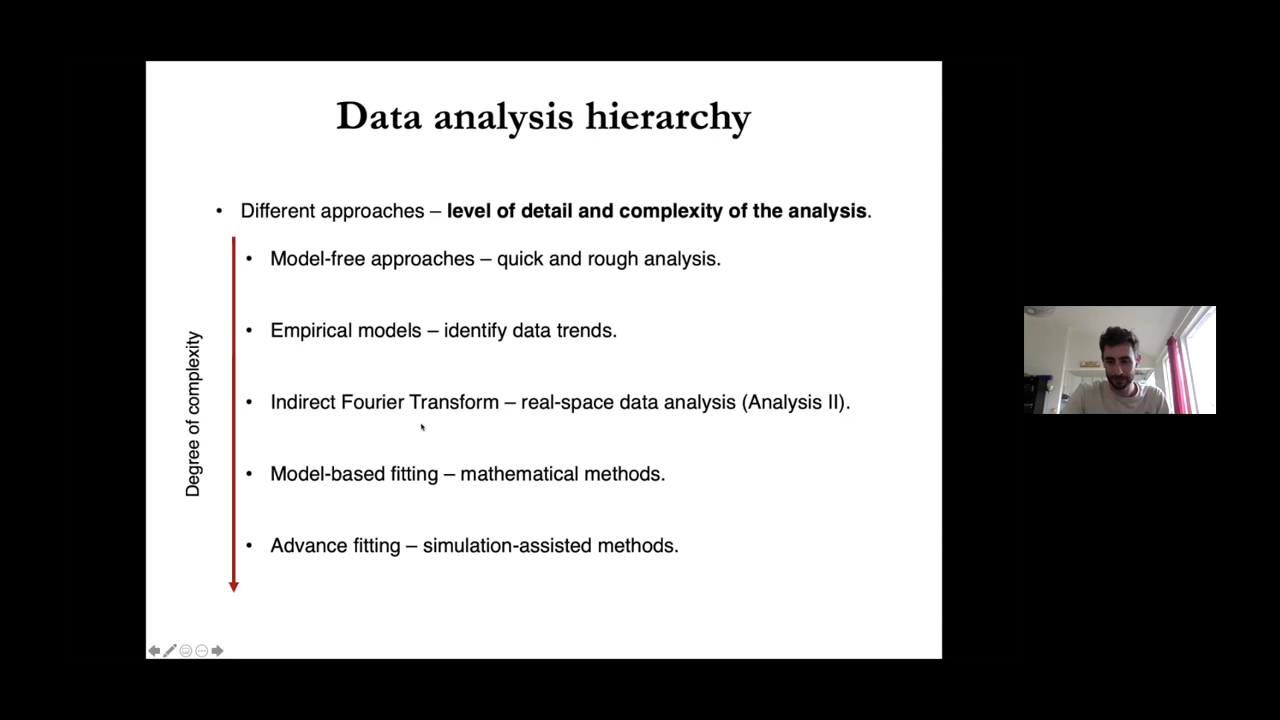 Data analysis hierarchy
• Different approaches – level of detail and complexity of the analysis.
• Model-free approaches – quick and rough analysis.
• Empirical models – identify data trends.
• Indirect Fourier Transform – real-space data analysis (Analysis II).
• Model-based fitting – mathematical methods.
• Advance fitting – simulation-assisted methods.
Degree of complexity